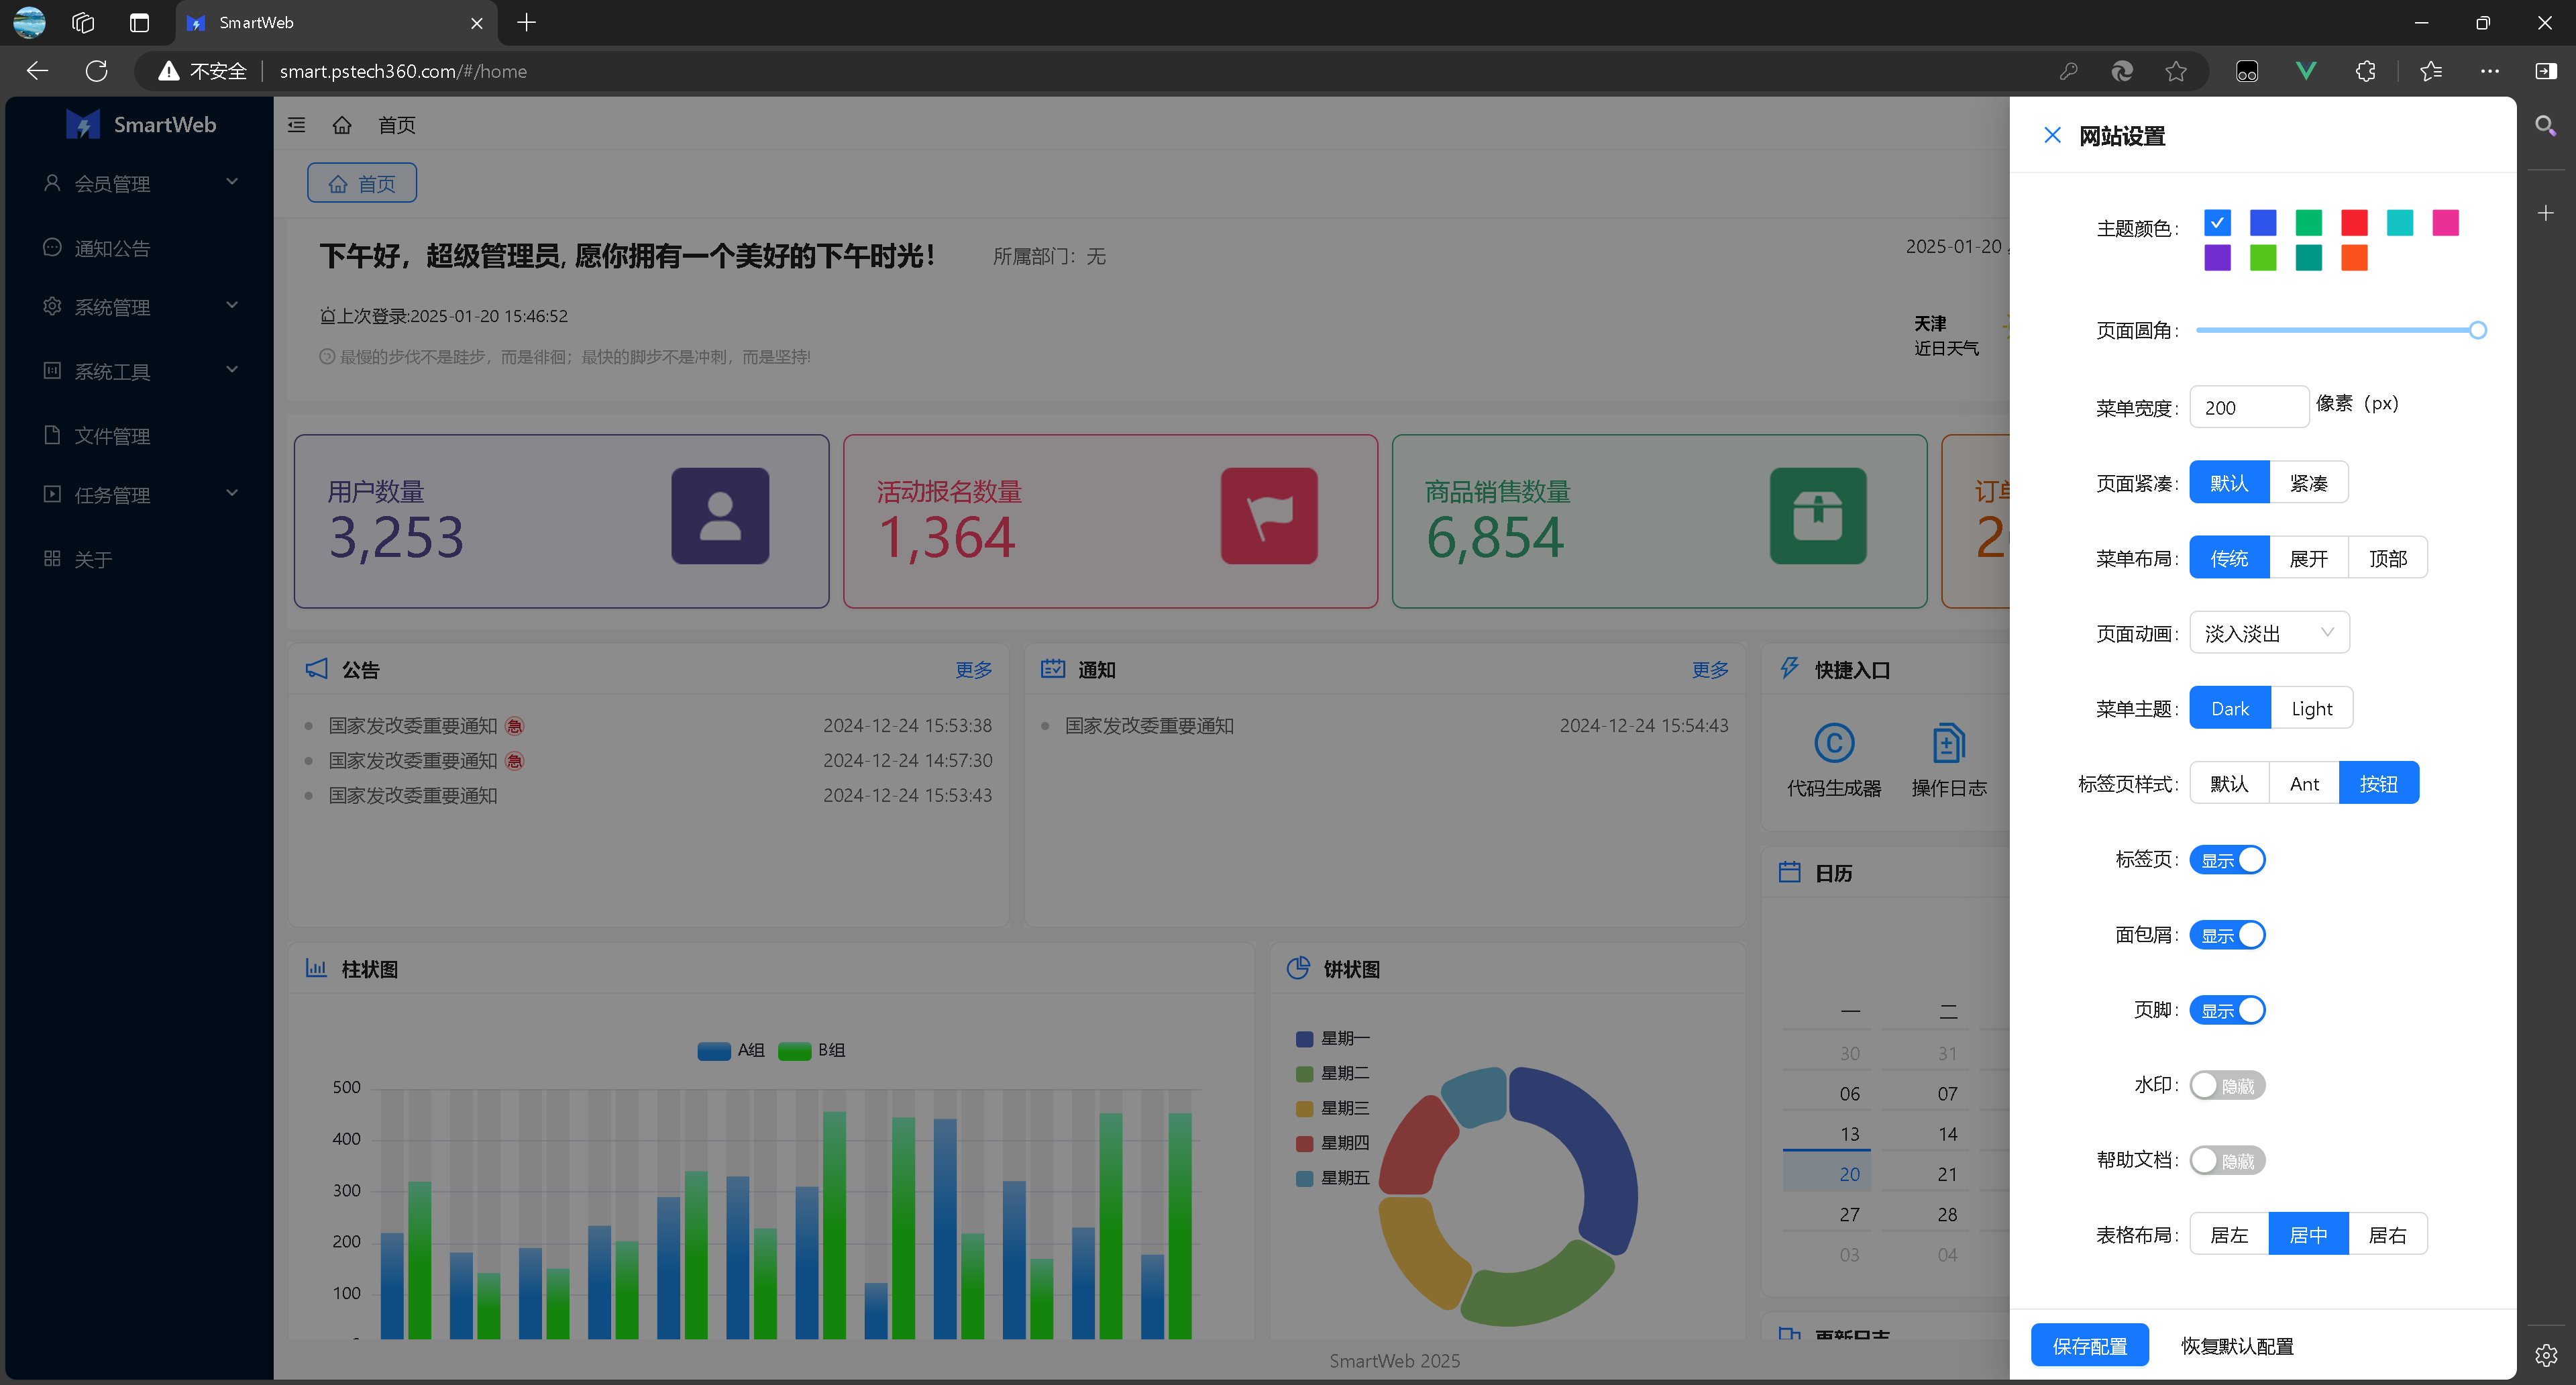 SmartWeb
不安全
smart.pstech360.com/#/home
SmartWeb
会员管理
通知公告
系统管理
系统工具
文件管理
任务管理
关于
首页
首页
下午好，超级管理员, 愿你拥有一个美好的下午时光！
所属部门：无
2025-01-20
上次登录:2025-01-20 15:46:52
最慢的步伐不是跬步，而是徘徊；最快的脚步不是冲刺，而是坚持!
天津
近日天气
用户数量
3,253
活动报名数量
1,364
商品销售数量
6,854
订单
2
公告
更多
国家发改委重要通知 急 2024-12-24 15:53:38
国家发改委重要通知 急 2024-12-24 14:57:30
国家发改委重要通知 2024-12-24 15:53:43
通知
更多
国家发改委重要通知 2024-12-24 15:54:43
快捷入口
代码生成器
操作日志
柱状图
A组 B组
500
400
300
200
100
饼状图
星期一
星期二
星期三
星期四
星期五
日历
一 二
30 31
06 07
13 14
20 21
27 28
03 04
更新日志
SmartWeb 2025
网站设置
主题颜色:
页面圆角:
菜单宽度: 200 像素（px）
页面紧凑: 默认 紧凑
菜单布局: 传统 展开 顶部
页面动画: 淡入淡出
菜单主题: Dark Light
标签页样式: 默认 Ant 按钮
标签页: 显示
面包屑: 显示
页脚: 显示
水印: 隐藏
帮助文档: 隐藏
表格布局: 居左 居中 居右
保存配置
恢复默认配置